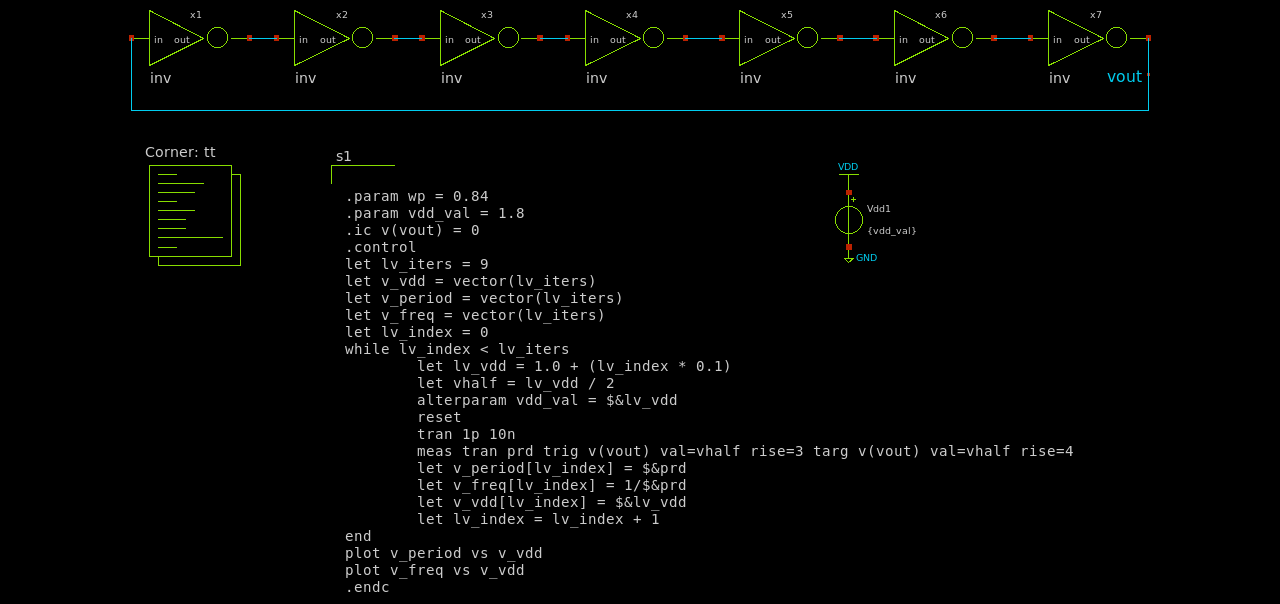 x1 x2 x3 x4 x5 x6 x7
in out in out in out in out in out in out in out
inv inv inv inv inv inv inv vout
Corner: tt
s1
.param wp = 0.84
.param vdd_val = 1.8
.ic v(vout) = 0
.control
let lv_iters = 9
let v_vdd = vector(lv_iters)
let v_period = vector(lv_iters)
let v_freq = vector(lv_iters)
let lv_index = 0
while lv_index < lv_iters
let lv_vdd = 1.0 + (lv_index * 0.1)
let vhalf = lv_vdd / 2
alterparam vdd_val = $&lv_vdd
reset
tran 1p 10n
meas tran prd trig v(vout) val=vhalf rise=3 targ v(vout) val=vhalf rise=4
let v_period[lv_index] = $&prd
let v_freq[lv_index] = 1/$&prd
let v_vdd[lv_index] = $&lv_vdd
let lv_index = lv_index + 1
end
plot v_period vs v_vdd
plot v_freq vs v_vdd
.endc
VDD
+
Vdd1
{vdd_val}
GND